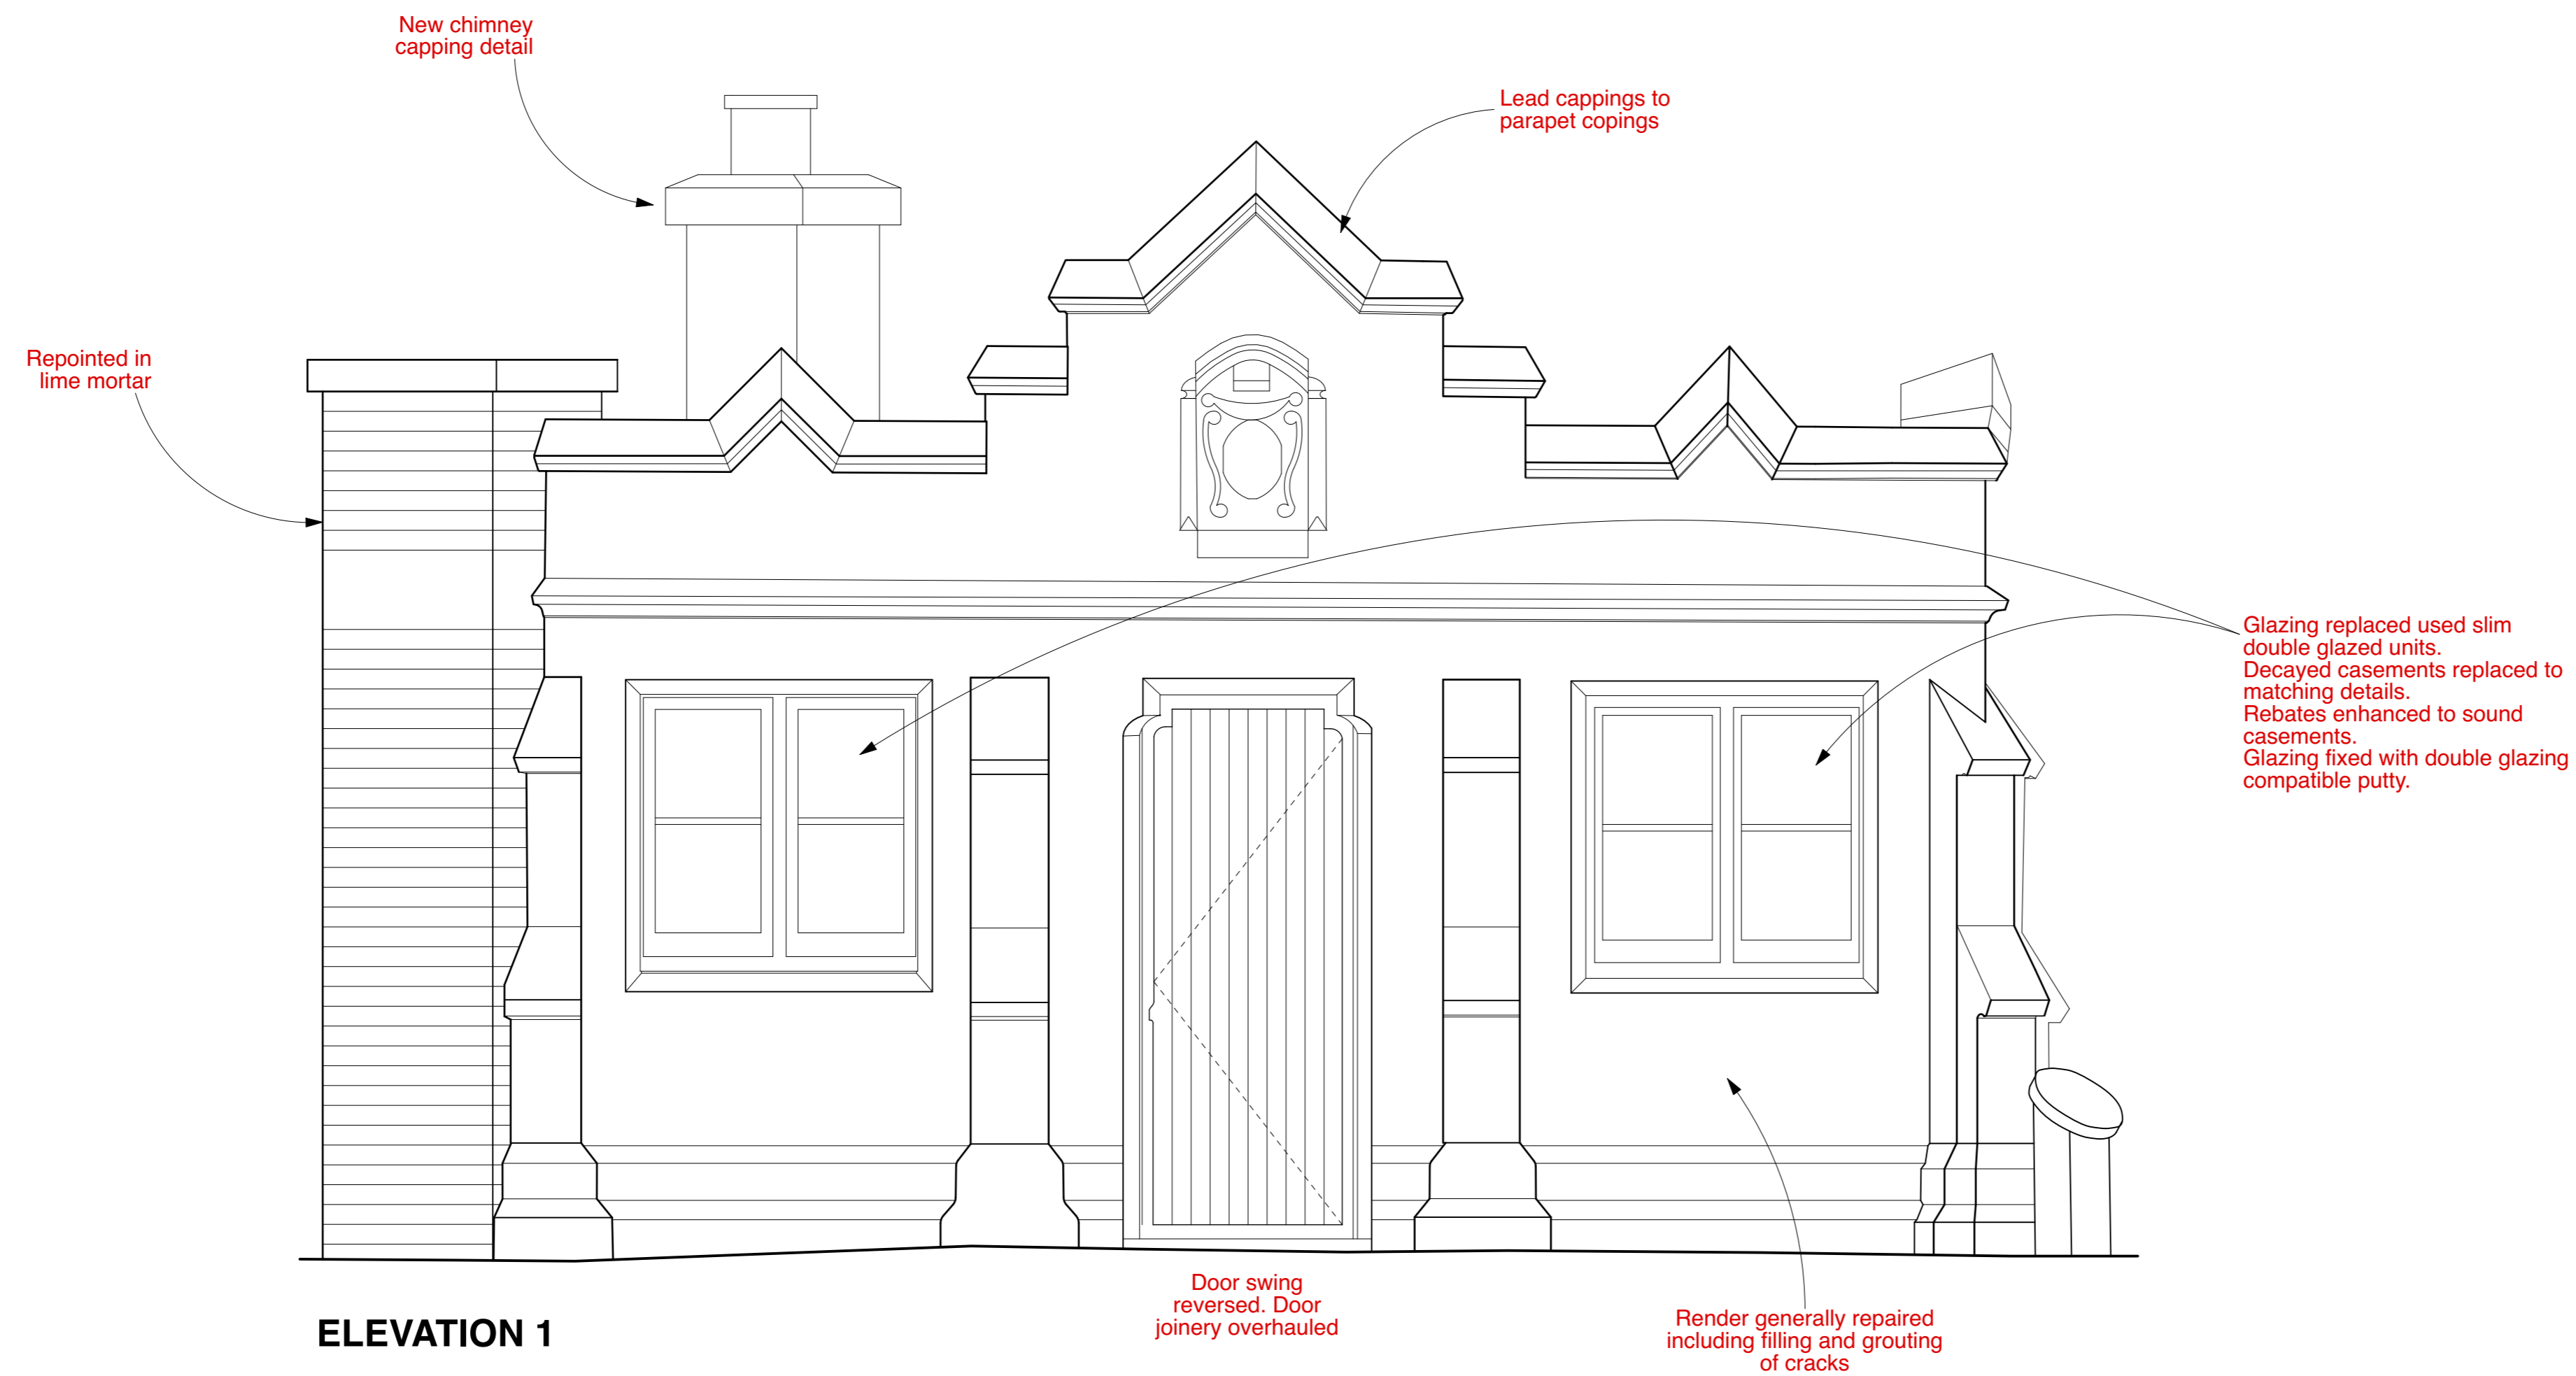 New chimney
capping detail
Lead cappings to
parapet copings
Repointed in
lime mortar
Glazing replaced used slim
double glazed units.
Decayed casements replaced to
matching details.
Rebates enhanced to sound
casements.
Glazing fixed with double glazing
compatible putty.
Door swing
reversed. Door
joinery overhauled
Render generally repaired
including filling and grouting
of cracks
ELEVATION 1